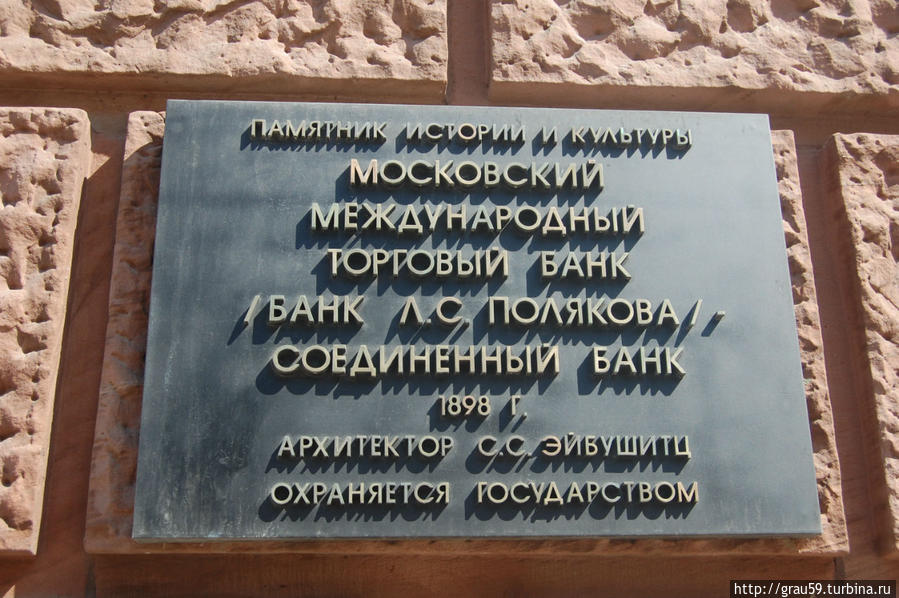 ПАМЯТНИК ИСТОРИИ И КУЛЬТУРЫ
МОСКОВСКИЙ
МЕЖДУНАРОДНЫЙ
ТОРГОВЫЙ БАНК
/БАНК Л.С. ПОЛЯКОВА/-
СОЕДИНЕННЫЙ БАНК
1898 Г.
АРХИТЕКТОР С.С. ЭЙБУШИТЦ
ОХРАНЯЕТСЯ ГОСУДАРСТВОМ
http://grau59.turbina.ru